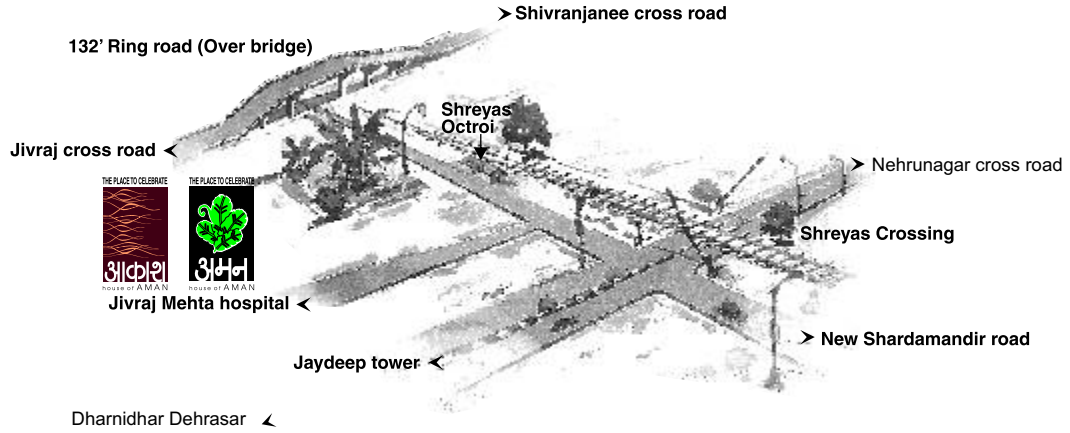 Shivranjanee cross road
132’ Ring road (Over bridge)
Shreyas
Octroi
Jivraj cross road
Nehrunagar cross road
THE PLACE TO CELEBRATE
आकाश
house of AMAN
THE PLACE TO CELEBRATE
अमन
house of AMAN
Shreyas Crossing
Jivraj Mehta hospital
New Shardamandir road
Jaydeep tower
Dharnidhar Dehrasar